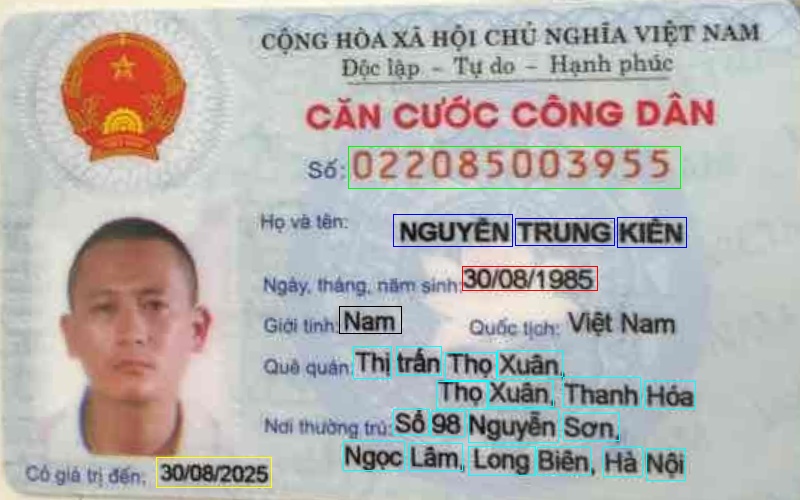 CỘNG HÒA XÃ HỘI CHỦ NGHĨA VIỆT NAM
Độc lập - Tự do - Hạnh phúc
CĂN CƯỚC CÔNG DÂN
Số: 022085003955
Họ và tên: NGUYỄN TRUNG KIÊN
Ngày, tháng, năm sinh: 30/08/1985
Giới tính: Nam Quốc tịch: Việt Nam
Quê quán: Thị trấn Thọ Xuân,
Thọ Xuân, Thanh Hóa
Nơi thường trú: Số 98 Nguyễn Sơn,
Ngọc Lâm, Long Biên, Hà Nội
Có giá trị đến: 30/08/2025